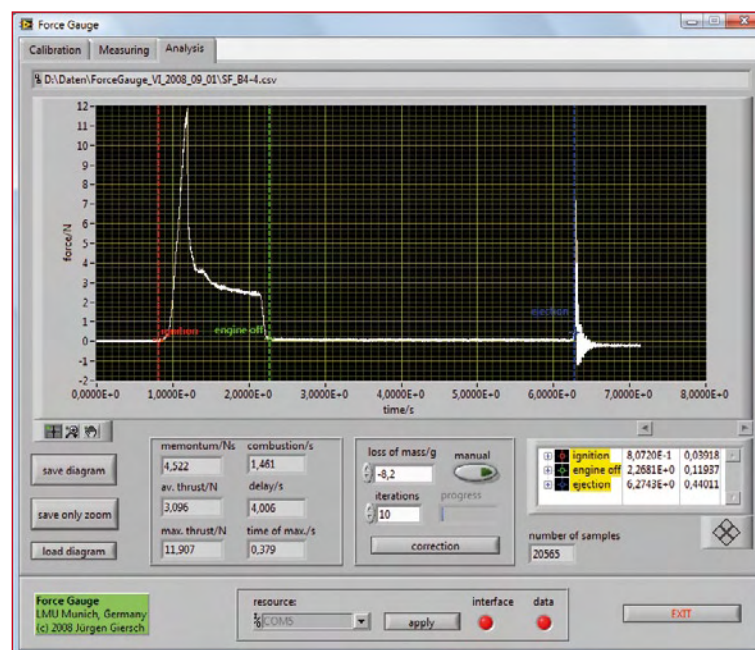 Force Gauge
Calibration Measuring Analysis
D:\Daten\ForceGauge_VI_2008_09_01\SF_B4-4.csv
12
11
10
9
8
7
6
5
4
3
2
1
0
-1
-2
force/N
ignition
engine off
ejection
0,0000E+0 1,0000E+0 2,0000E+0 3,0000E+0 4,0000E+0 5,0000E+0 6,0000E+0 7,0000E+0 8,0000E+0
time/s
save diagram
save only zoom
load diagram
memontum/Ns combustion/s
4,522 1,461
av. thrust/N delay/s
3,096 4,006
max. thrust/N time of max./s
11,907 0,379
loss of mass/g manual
-8,2
iterations progress
10
correction
ignition 8,0720E-1 0,03918
engine off 2,2681E+0 0,11937
ejection 6,2743E+0 0,44011
number of samples
20565
Force Gauge
LMU Munich, Germany
(c) 2008 Jürgen Giersch
resource: interface data
COM5 apply
EXIT